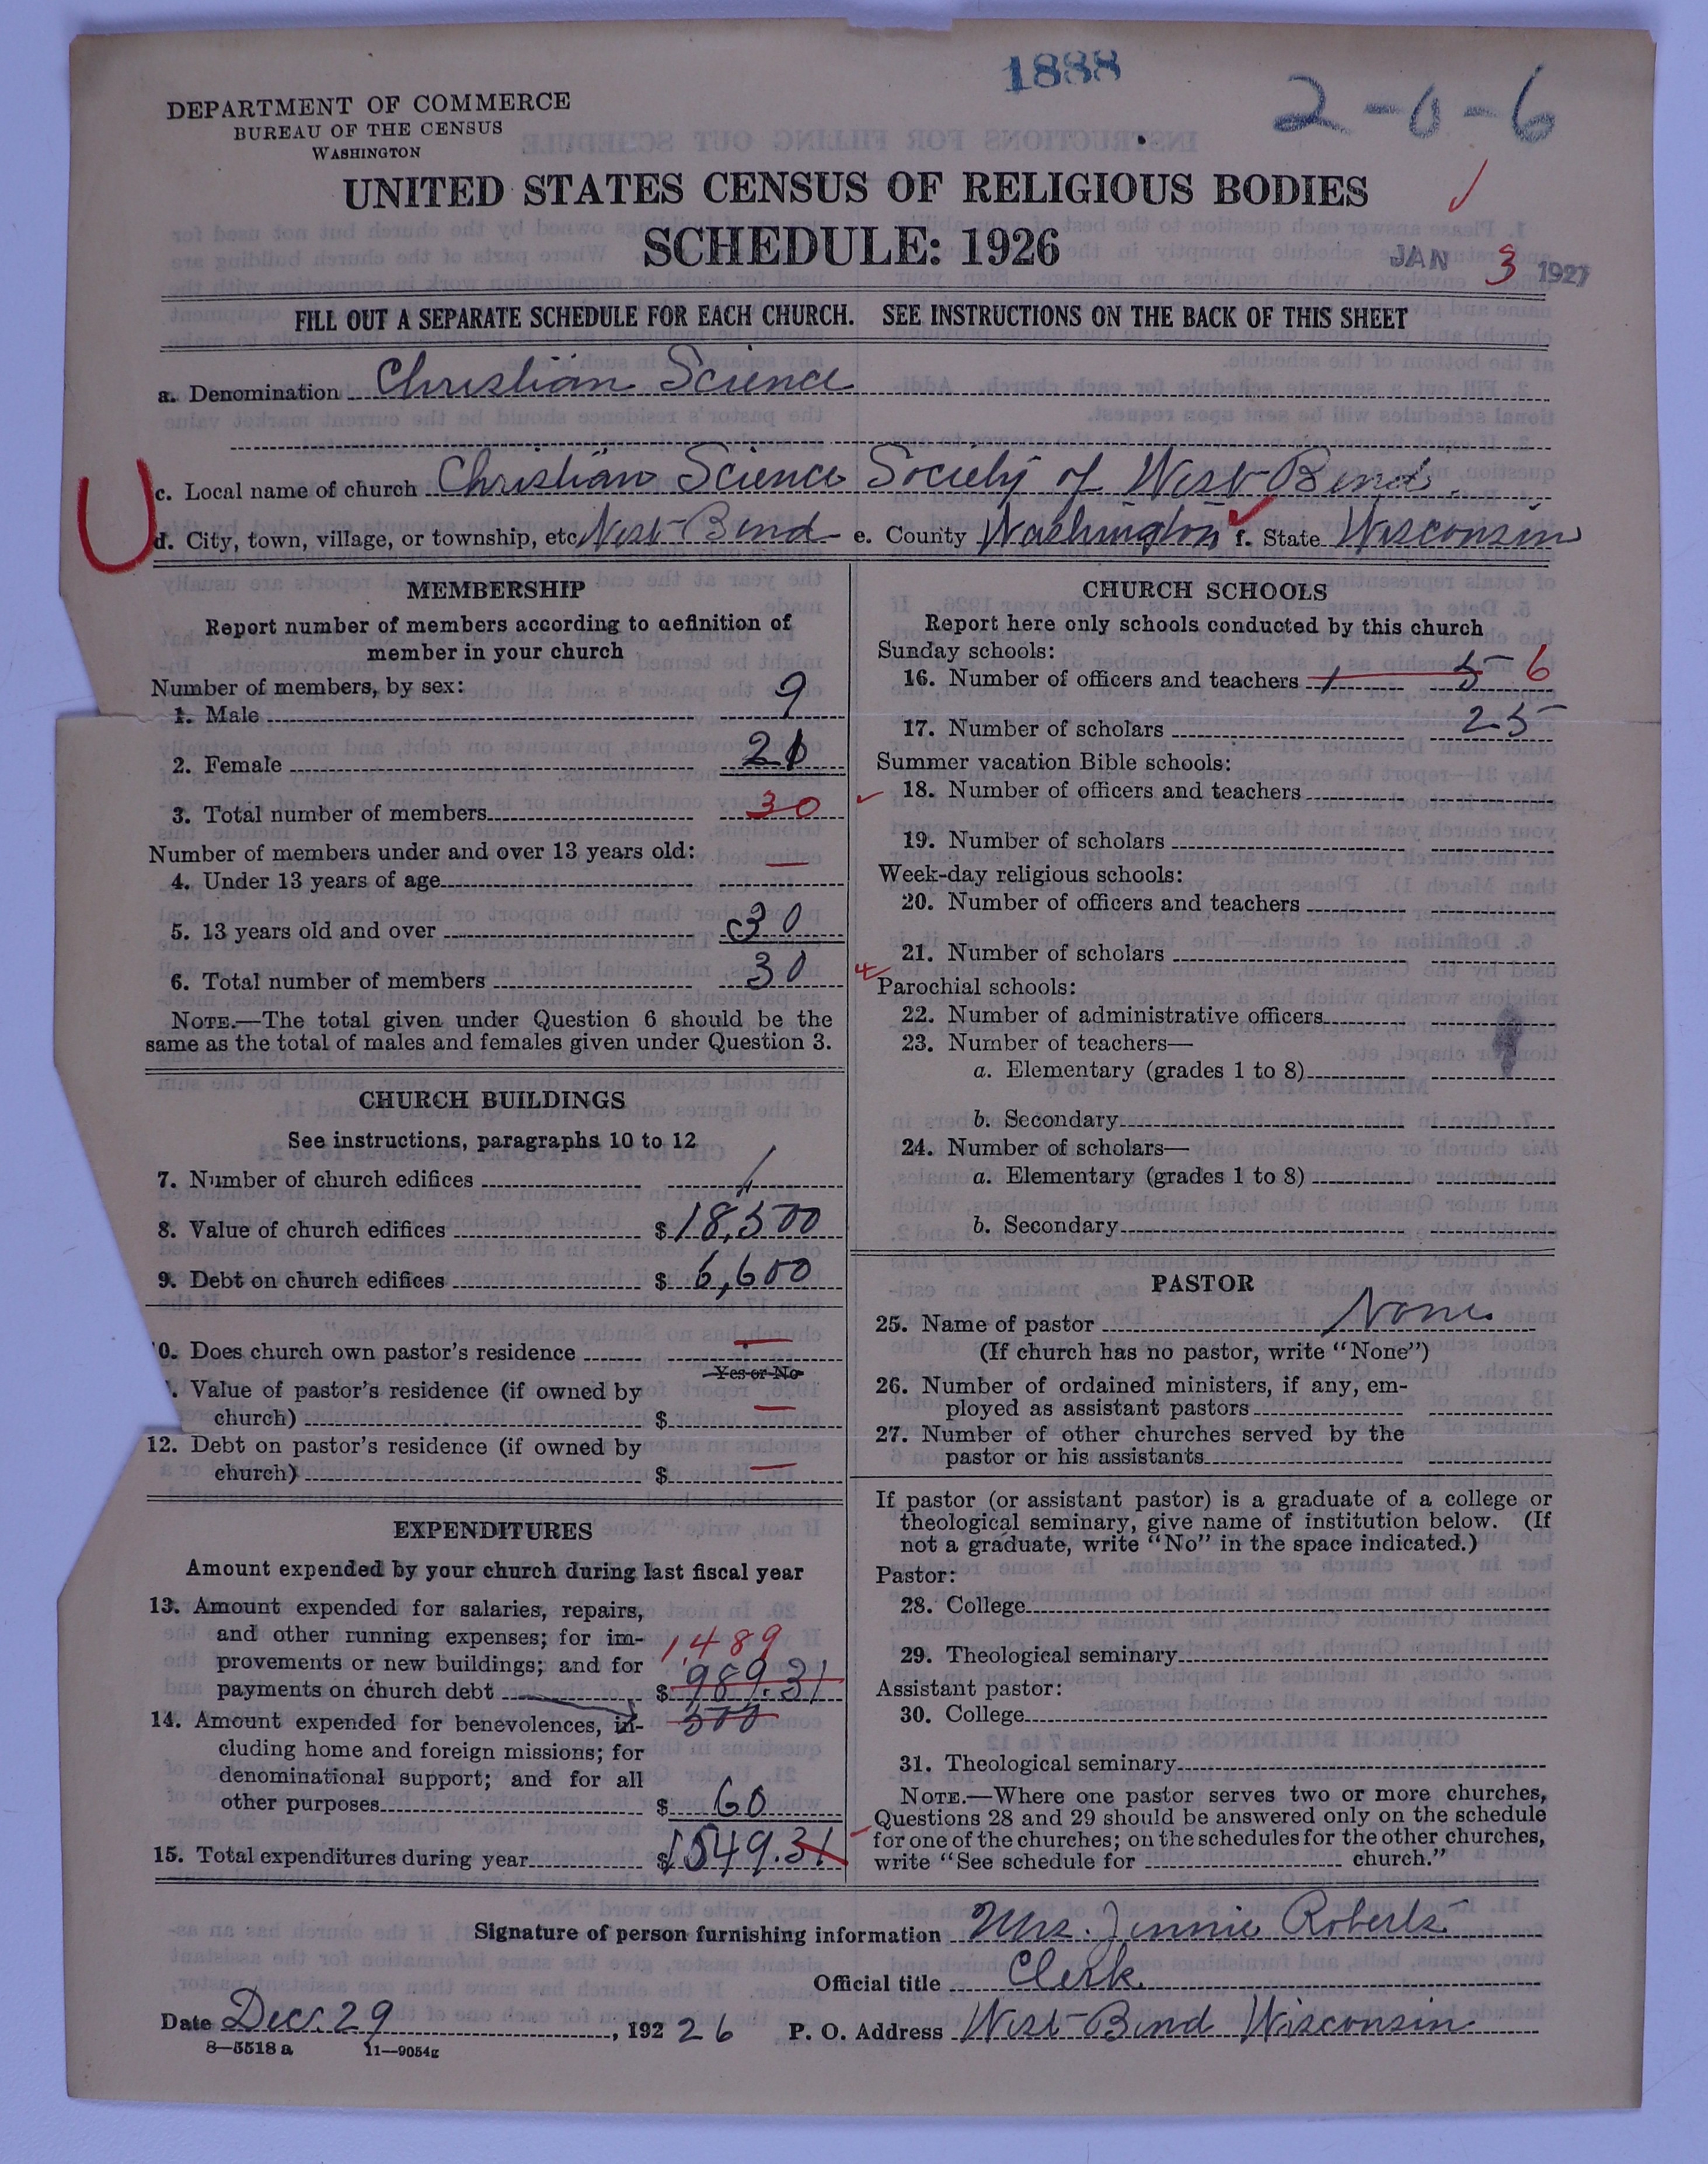 1888
2-0-6
DEPARTMENT OF COMMERCE
BUREAU OF THE CENSUS
WASHINGTON
UNITED STATES CENSUS OF RELIGIOUS BODIES
SCHEDULE: 1926
JAN 3 1927
FILL OUT A SEPARATE SCHEDULE FOR EACH CHURCH. SEE INSTRUCTIONS ON THE BACK OF THIS SHEET
a. Denomination Christian Science
c. Local name of church Christian Science Society of West Bend.
d. City, town, village, or township, etc West Bend e. County Washington f. State Wisconsin
MEMBERSHIP
Report number of members according to definition of
member in your church
Number of members, by sex:
1. Male 9
2. Female 21
3. Total number of members 30
Number of members under and over 13 years old:
4. Under 13 years of age —
5. 13 years old and over 30
6. Total number of members 30
NOTE.—The total given under Question 6 should be the
same as the total of males and females given under Question 3.
CHURCH BUILDINGS
See instructions, paragraphs 10 to 12
7. Number of church edifices 1
8. Value of church edifices $ 18,500
9. Debt on church edifices $ 6,600
0. Does church own pastor's residence —
Yes or No
. Value of pastor's residence (if owned by
church) $ —
12. Debt on pastor's residence (if owned by
church) $ —
EXPENDITURES
Amount expended by your church during last fiscal year
13. Amount expended for salaries, repairs,
and other running expenses; for im-
provements or new buildings; and for 1,489
payments on church debt $ 989.31
14. Amount expended for benevolences, in- 500
cluding home and foreign missions; for
denominational support; and for all
other purposes $ 60
15. Total expenditures during year $1549.31
CHURCH SCHOOLS
Report here only schools conducted by this church
Sunday schools:
16. Number of officers and teachers 1 5 6
17. Number of scholars 25
Summer vacation Bible schools:
18. Number of officers and teachers
19. Number of scholars
Week-day religious schools:
20. Number of officers and teachers
21. Number of scholars
Parochial schools:
22. Number of administrative officers
23. Number of teachers—
a. Elementary (grades 1 to 8)
b. Secondary
24. Number of scholars—
a. Elementary (grades 1 to 8)
b. Secondary
PASTOR
25. Name of pastor None
(If church has no pastor, write "None")
26. Number of ordained ministers, if any, em-
ployed as assistant pastors
27. Number of other churches served by the
pastor or his assistants
If pastor (or assistant pastor) is a graduate of a college or
theological seminary, give name of institution below. (If
not a graduate, write "No" in the space indicated.)
Pastor:
28. College
29. Theological seminary
Assistant pastor:
30. College
31. Theological seminary
NOTE.—Where one pastor serves two or more churches,
Questions 28 and 29 should be answered only on the schedule
for one of the churches; on the schedules for the other churches,
write "See schedule for church."
Signature of person furnishing information Mrs. Jennie Roberts
Official title Clerk
Date Dec. 29, 192 26 P. O. Address West Bend Wisconsin
8—5518 a 11—9054g